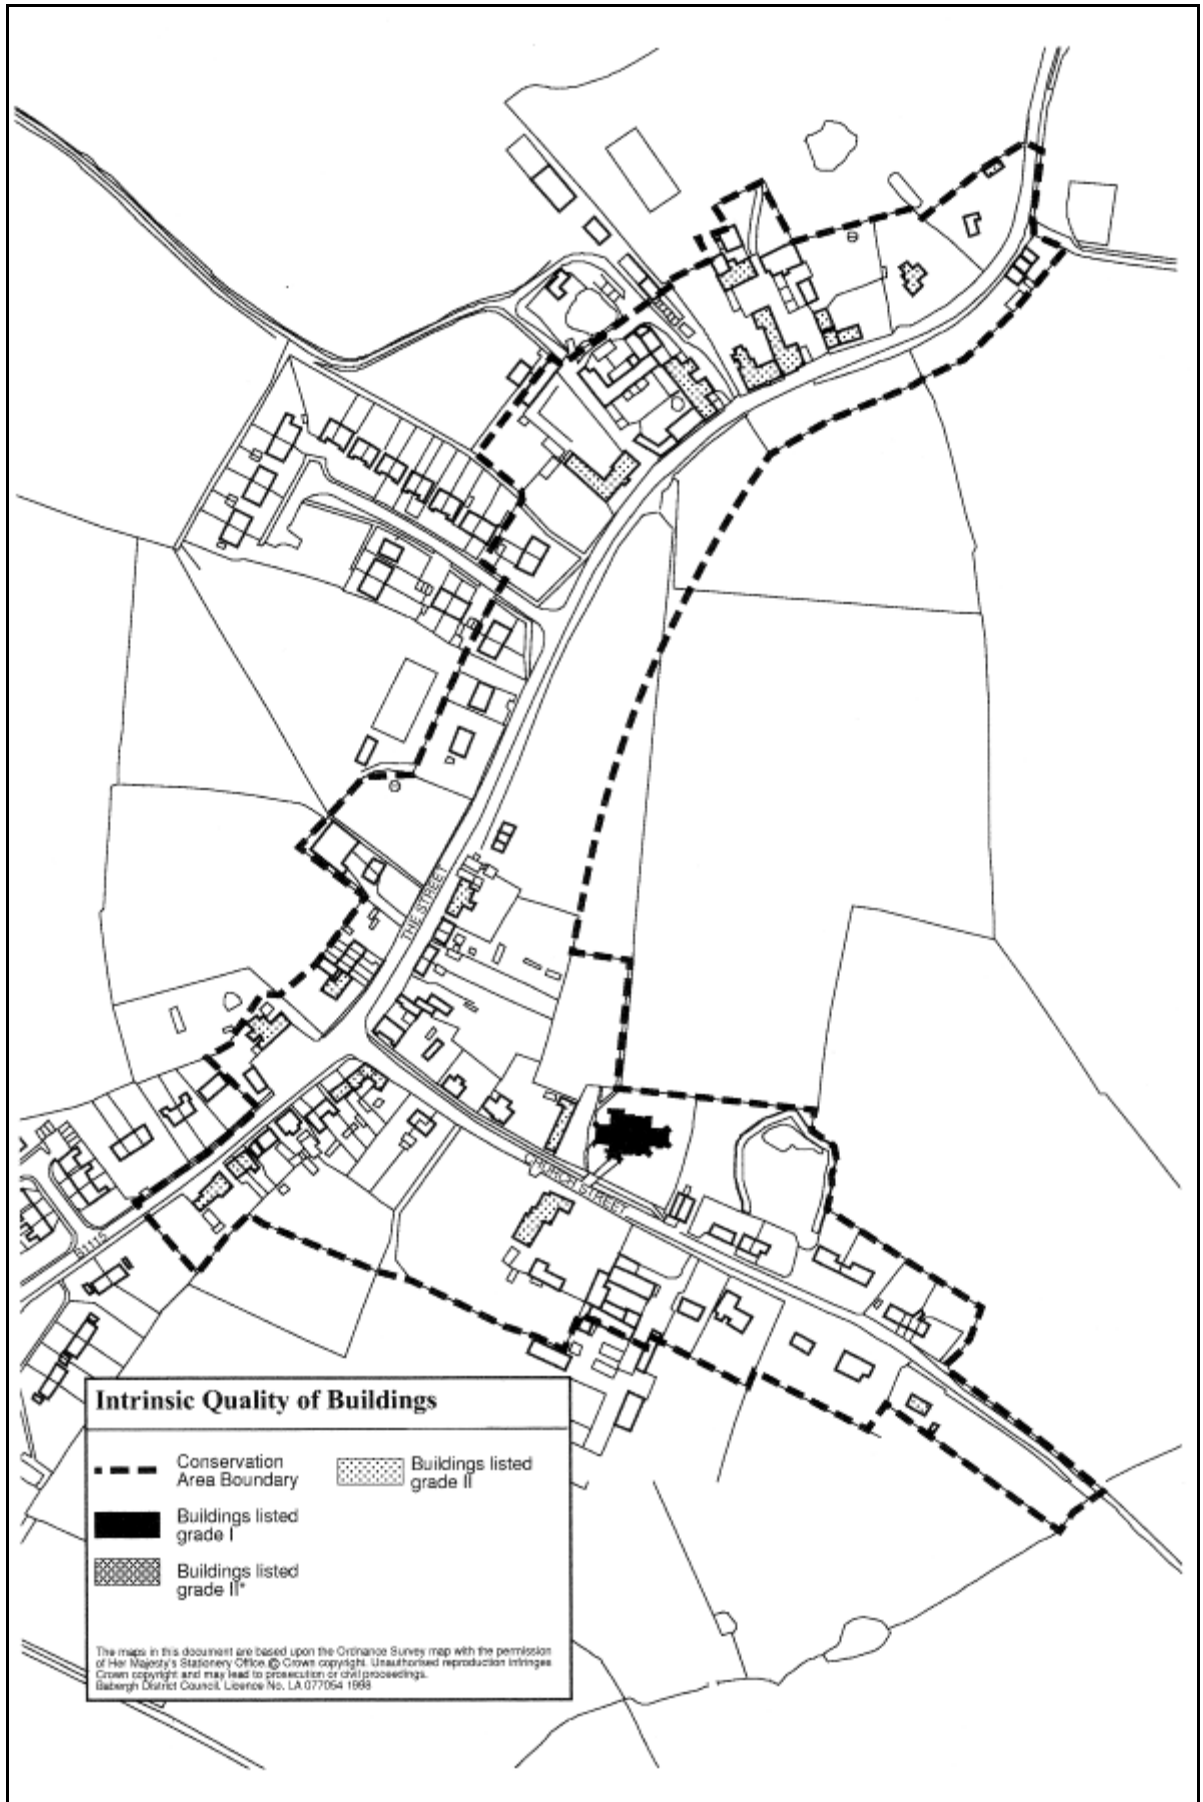 THE STREET
CHURCH STREET
B1115
Intrinsic Quality of Buildings
Conservation
Area Boundary
Buildings listed
grade II
Buildings listed
grade I
Buildings listed
grade II*
The maps in this document are based upon the Ordnance Survey map with the permission
of Her Majesty's Stationery Office © Crown copyright. Unauthorised reproduction infringes
Crown copyright and may lead to prosecution or civil proceedings.
Babergh District Council. Licence No. LA 077054 1998